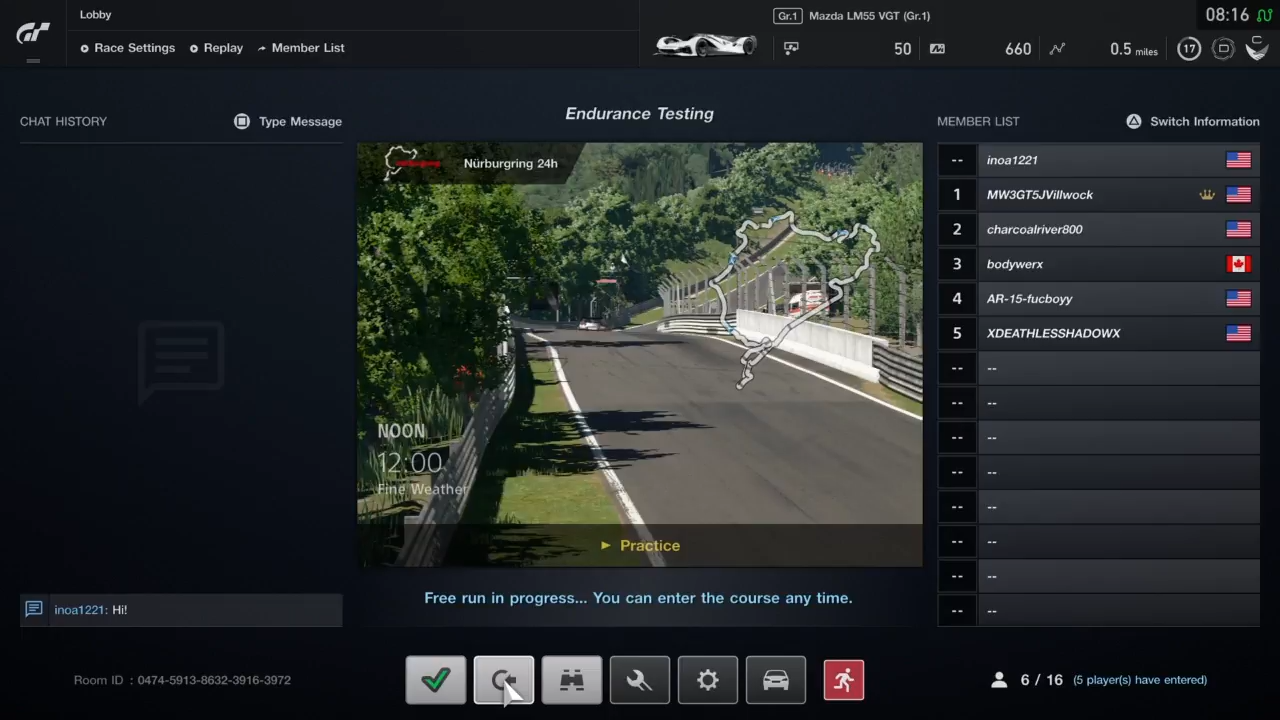 Lobby
Race Settings Replay Member List
Gr.1 Mazda LM55 VGT (Gr.1)
08:16
50 660 0.5 miles 17 D C
CHAT HISTORY Type Message
Endurance Testing
MEMBER LIST Switch Information
Nürburgring 24h
-- inoa1221
1 MW3GT5JVillwock
2 charcoalriver800
3 bodywerx
4 AR-15-fucboyy
5 XDEATHLESSSHADOWX
-- --
-- --
-- --
-- --
-- --
-- --
-- --
-- --
NOON
12:00
Fine Weather
Practice
Free run in progress... You can enter the course any time.
inoa1221: Hi!
Room ID : 0474-5913-8632-3916-3972
6 / 16 (5 player(s) have entered)